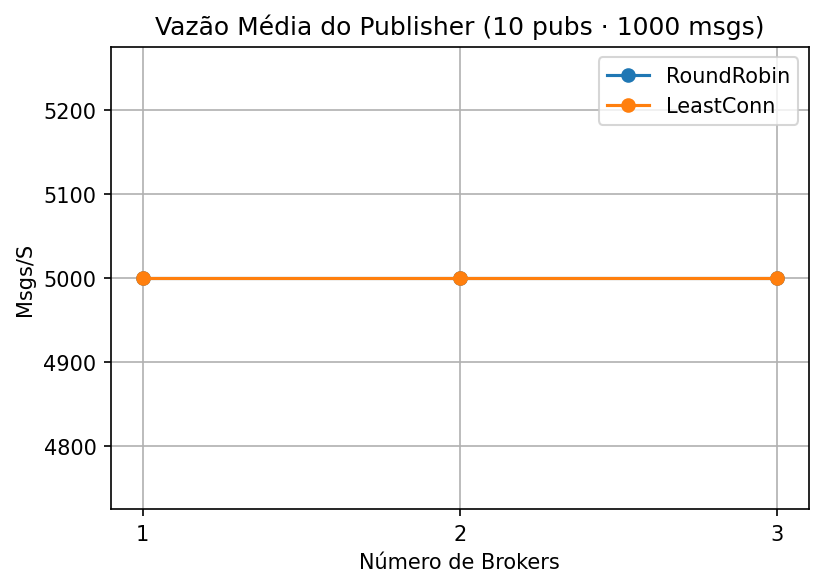 Vazão Média do Publisher (10 pubs · 1000 msgs)
RoundRobin
LeastConn
5200
5100
5000
4900
4800
Msgs/S
1 2 3
Número de Brokers